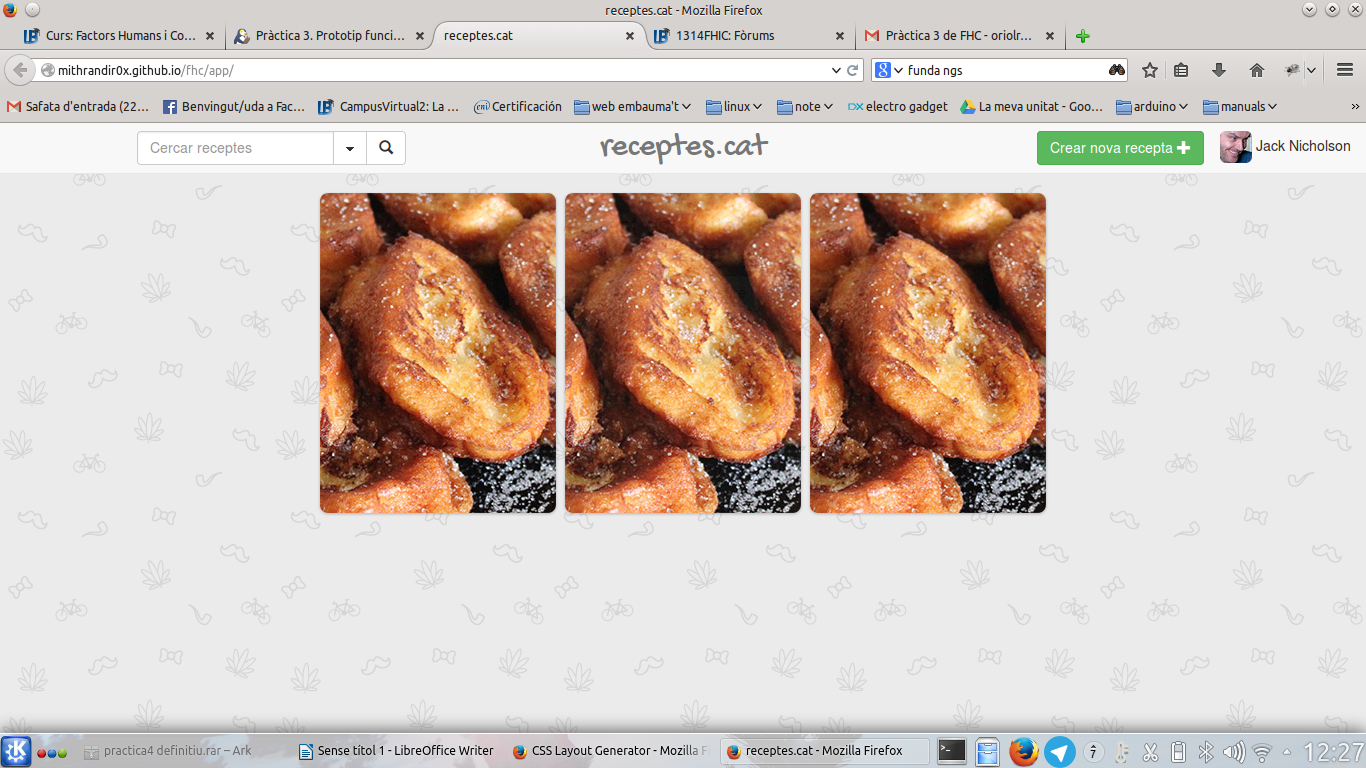 receptes.cat - Mozilla Firefox
Curs: Factors Humans i Co...
Pràctica 3. Prototip funci...
receptes.cat
1314FHIC: Fòrums
Pràctica 3 de FHC - oriolr...
mithrandir0x.github.io/fhc/app/
funda ngs
Safata d'entrada (22...
Benvingut/uda a Fac...
CampusVirtual2: La ...
Certificación
web embauma't
linux
note
electro gadget
La meva unitat - Goo...
arduino
manuals
»
Cercar receptes
receptes.cat
Crear nova recepta
Jack Nicholson
practica4 definitiu.rar – Ark
Sense títol 1 - LibreOffice Writer
CSS Layout Generator - Mozilla F
receptes.cat - Mozilla Firefox
7
12:27